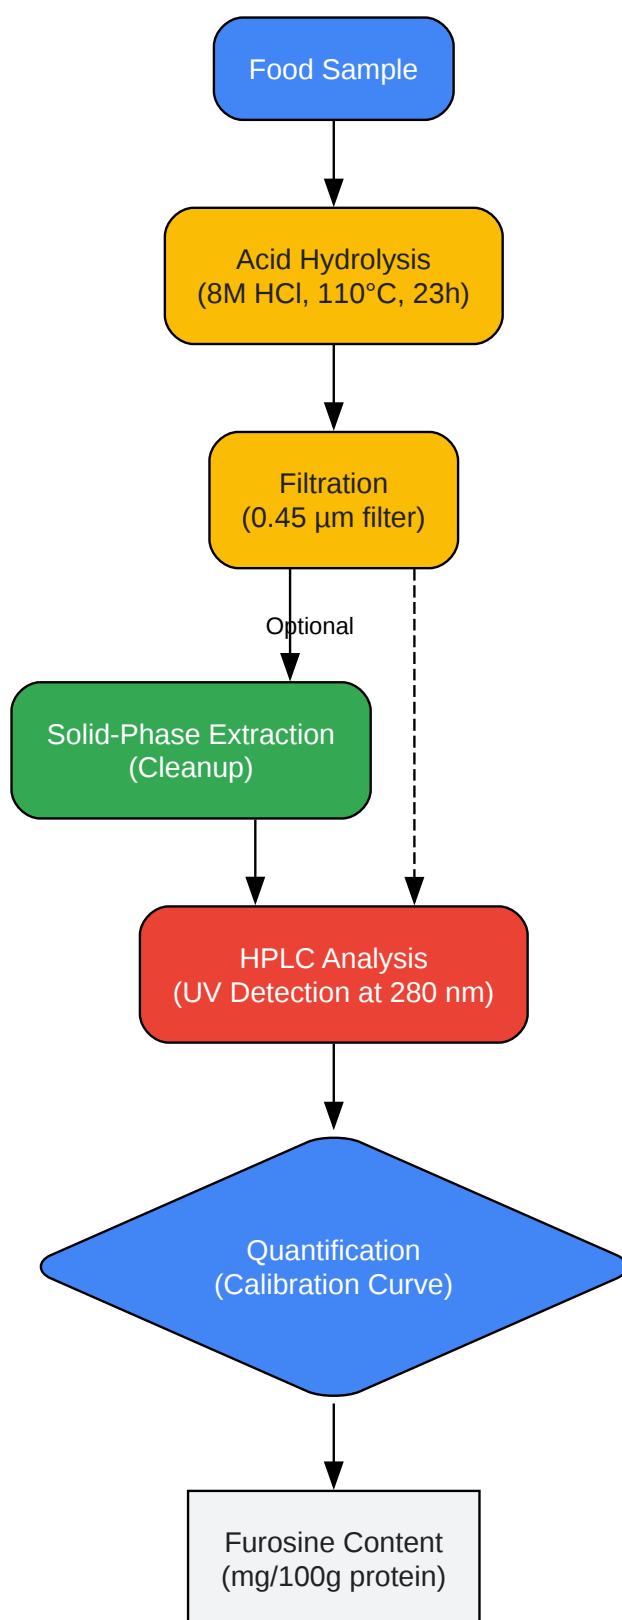 Food Sample
Acid Hydrolysis
(8M HCl, 110°C, 23h)
Filtration
(0.45 µm filter)
Optional
Solid-Phase Extraction
(Cleanup)
HPLC Analysis
(UV Detection at 280 nm)
Quantification
(Calibration Curve)
Furosine Content
(mg/100g protein)